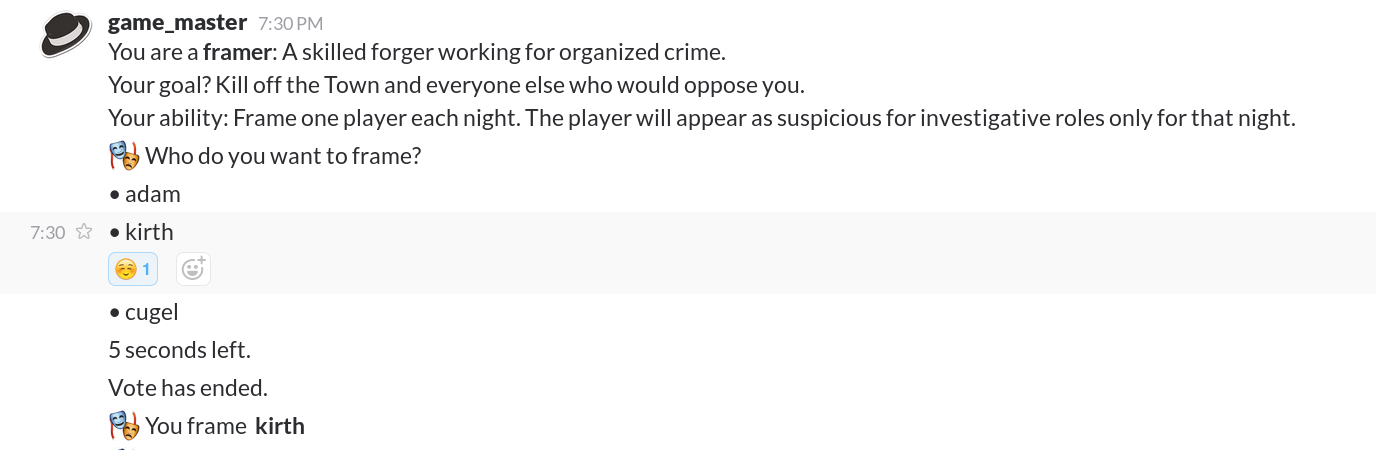 game_master 7:30 PM
You are a framer: A skilled forger working for organized crime.
Your goal? Kill off the Town and everyone else who would oppose you.
Your ability: Frame one player each night. The player will appear as suspicious for investigative roles only for that night.
🎭 Who do you want to frame?
• adam
7:30 ☆ • kirth
☺️ 1
• cugel
5 seconds left.
Vote has ended.
🎭 You frame kirth